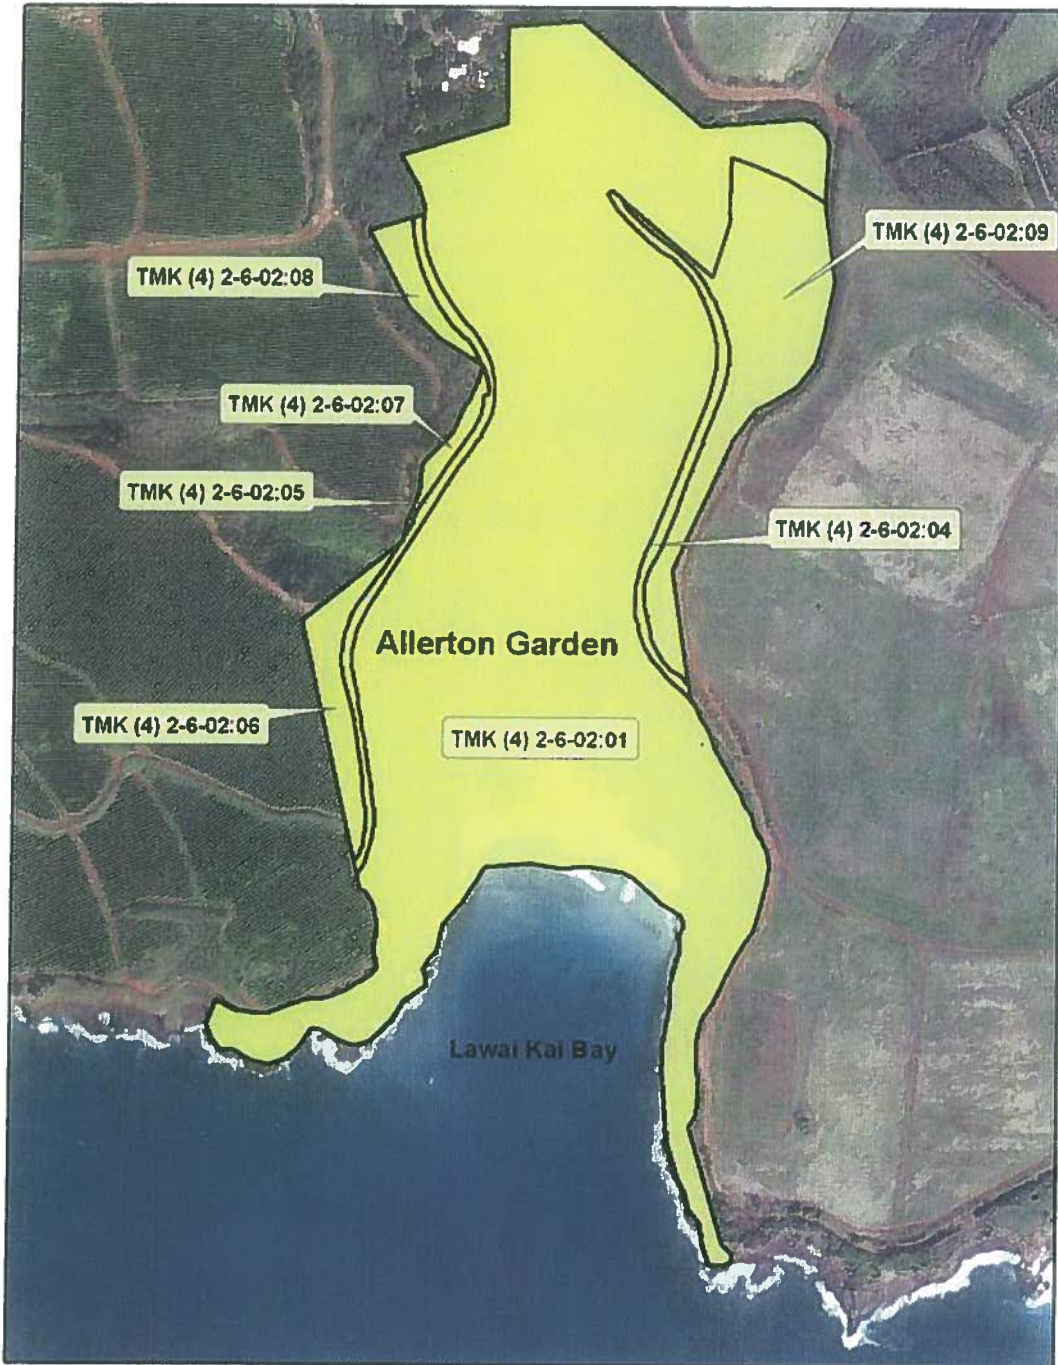 TMK (4) 2-6-02:09
TMK (4) 2-6-02:08
TMK (4) 2-6-02:07
TMK (4) 2-6-02:05
TMK (4) 2-6-02:04
Allerton Garden
TMK (4) 2-6-02:06
TMK (4) 2-6-02:01
Lawai Kai Bay